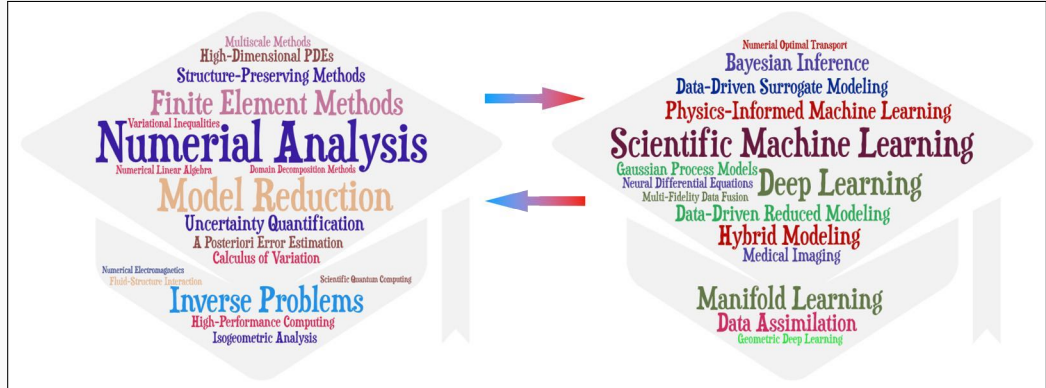 Multiscale Methods
High-Dimensional PDEs
Structure-Preserving Methods
Finite Element Methods
Variational Inequalities
Numerial Analysis
Numerical Linear Algebra
Domain Decomposition Methods
Model Reduction
Uncertainty Quantification
A Posteriori Error Estimation
Calculus of Variation
Numerical Electromagnetics
Fluid-Structure Interaction
Scientific Quantum Computing
Inverse Problems
High-Performance Computing
Isogeometric Analysis
Numerial Optimal Transport
Bayesian Inference
Data-Driven Surrogate Modeling
Physics-Informed Machine Learning
Scientific Machine Learning
Gaussian Process Models
Neural Differential Equations
Deep Learning
Multi-Fidelity Data Fusion
Data-Driven Reduced Modeling
Hybrid Modeling
Medical Imaging
Manifold Learning
Data Assimilation
Geometric Deep Learning